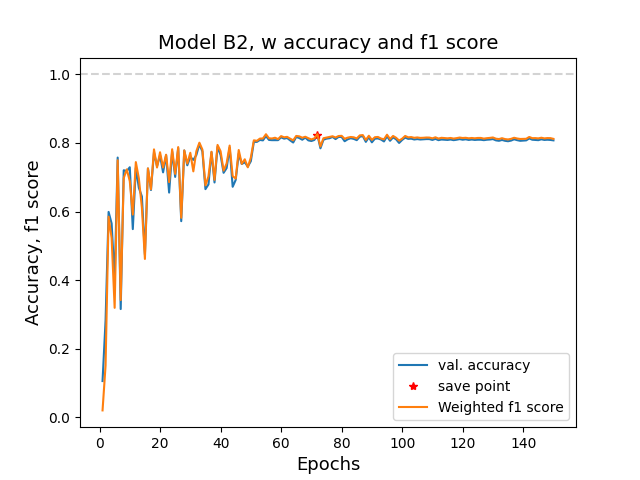 Model B2, w accuracy and f1 score
Accuracy, f1 score
1.0
0.8
0.6
0.4
0.2
0.0
0 20 40 60 80 100 120 140
Epochs
val. accuracy
save point
Weighted f1 score